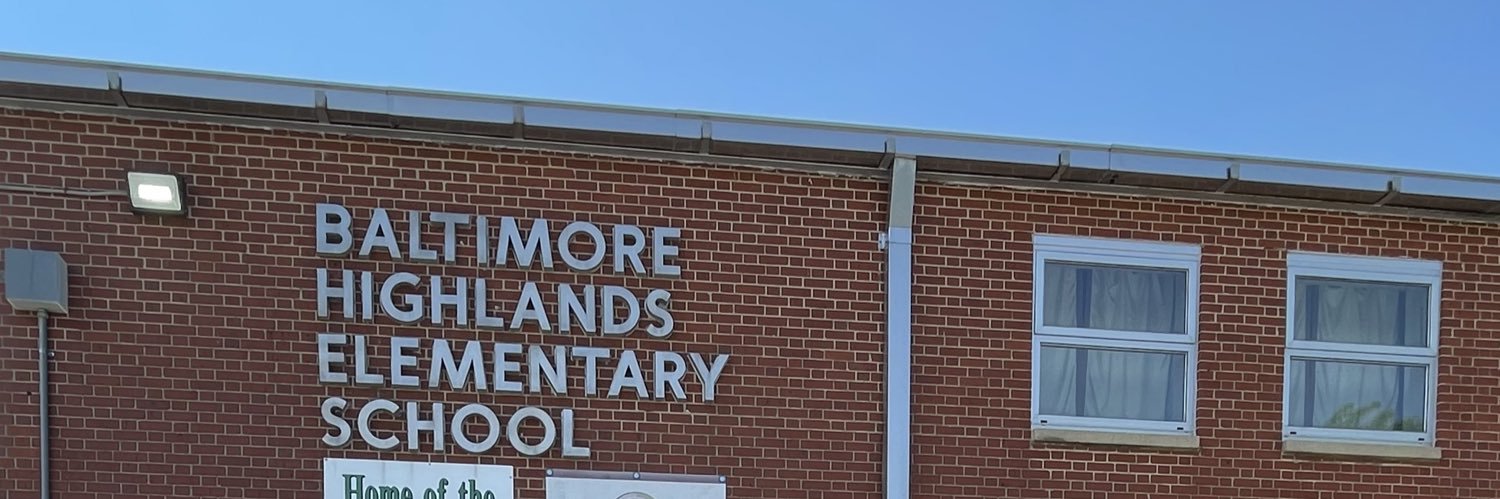 BALTIMORE
HIGHLANDS
ELEMENTARY
SCHOOL
Home of the